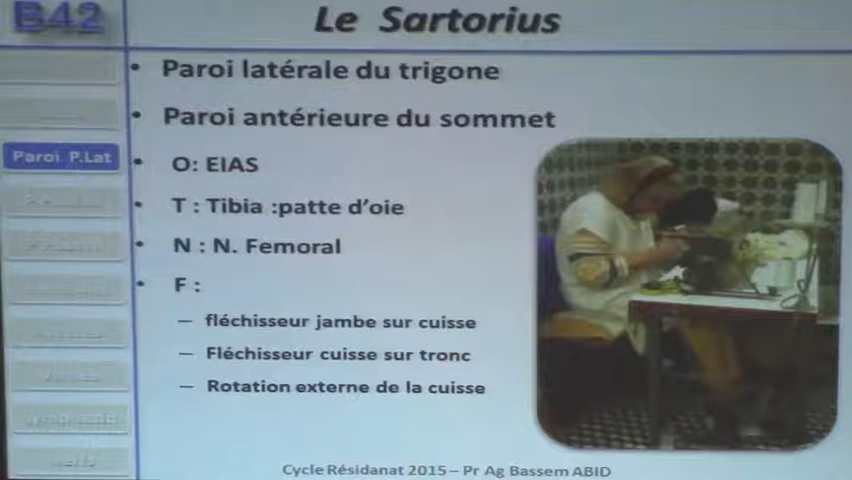 B42
Le Sartorius
Paroi P.Lat
• Paroi latérale du trigone
• Paroi antérieure du sommet
• O: EIAS
• T : Tibia :patte d'oie
• N : N. Femoral
• F :
– fléchisseur jambe sur cuisse
– Fléchisseur cuisse sur tronc
– Rotation externe de la cuisse
Cycle Résidanat 2015 – Pr Ag Bassem ABID